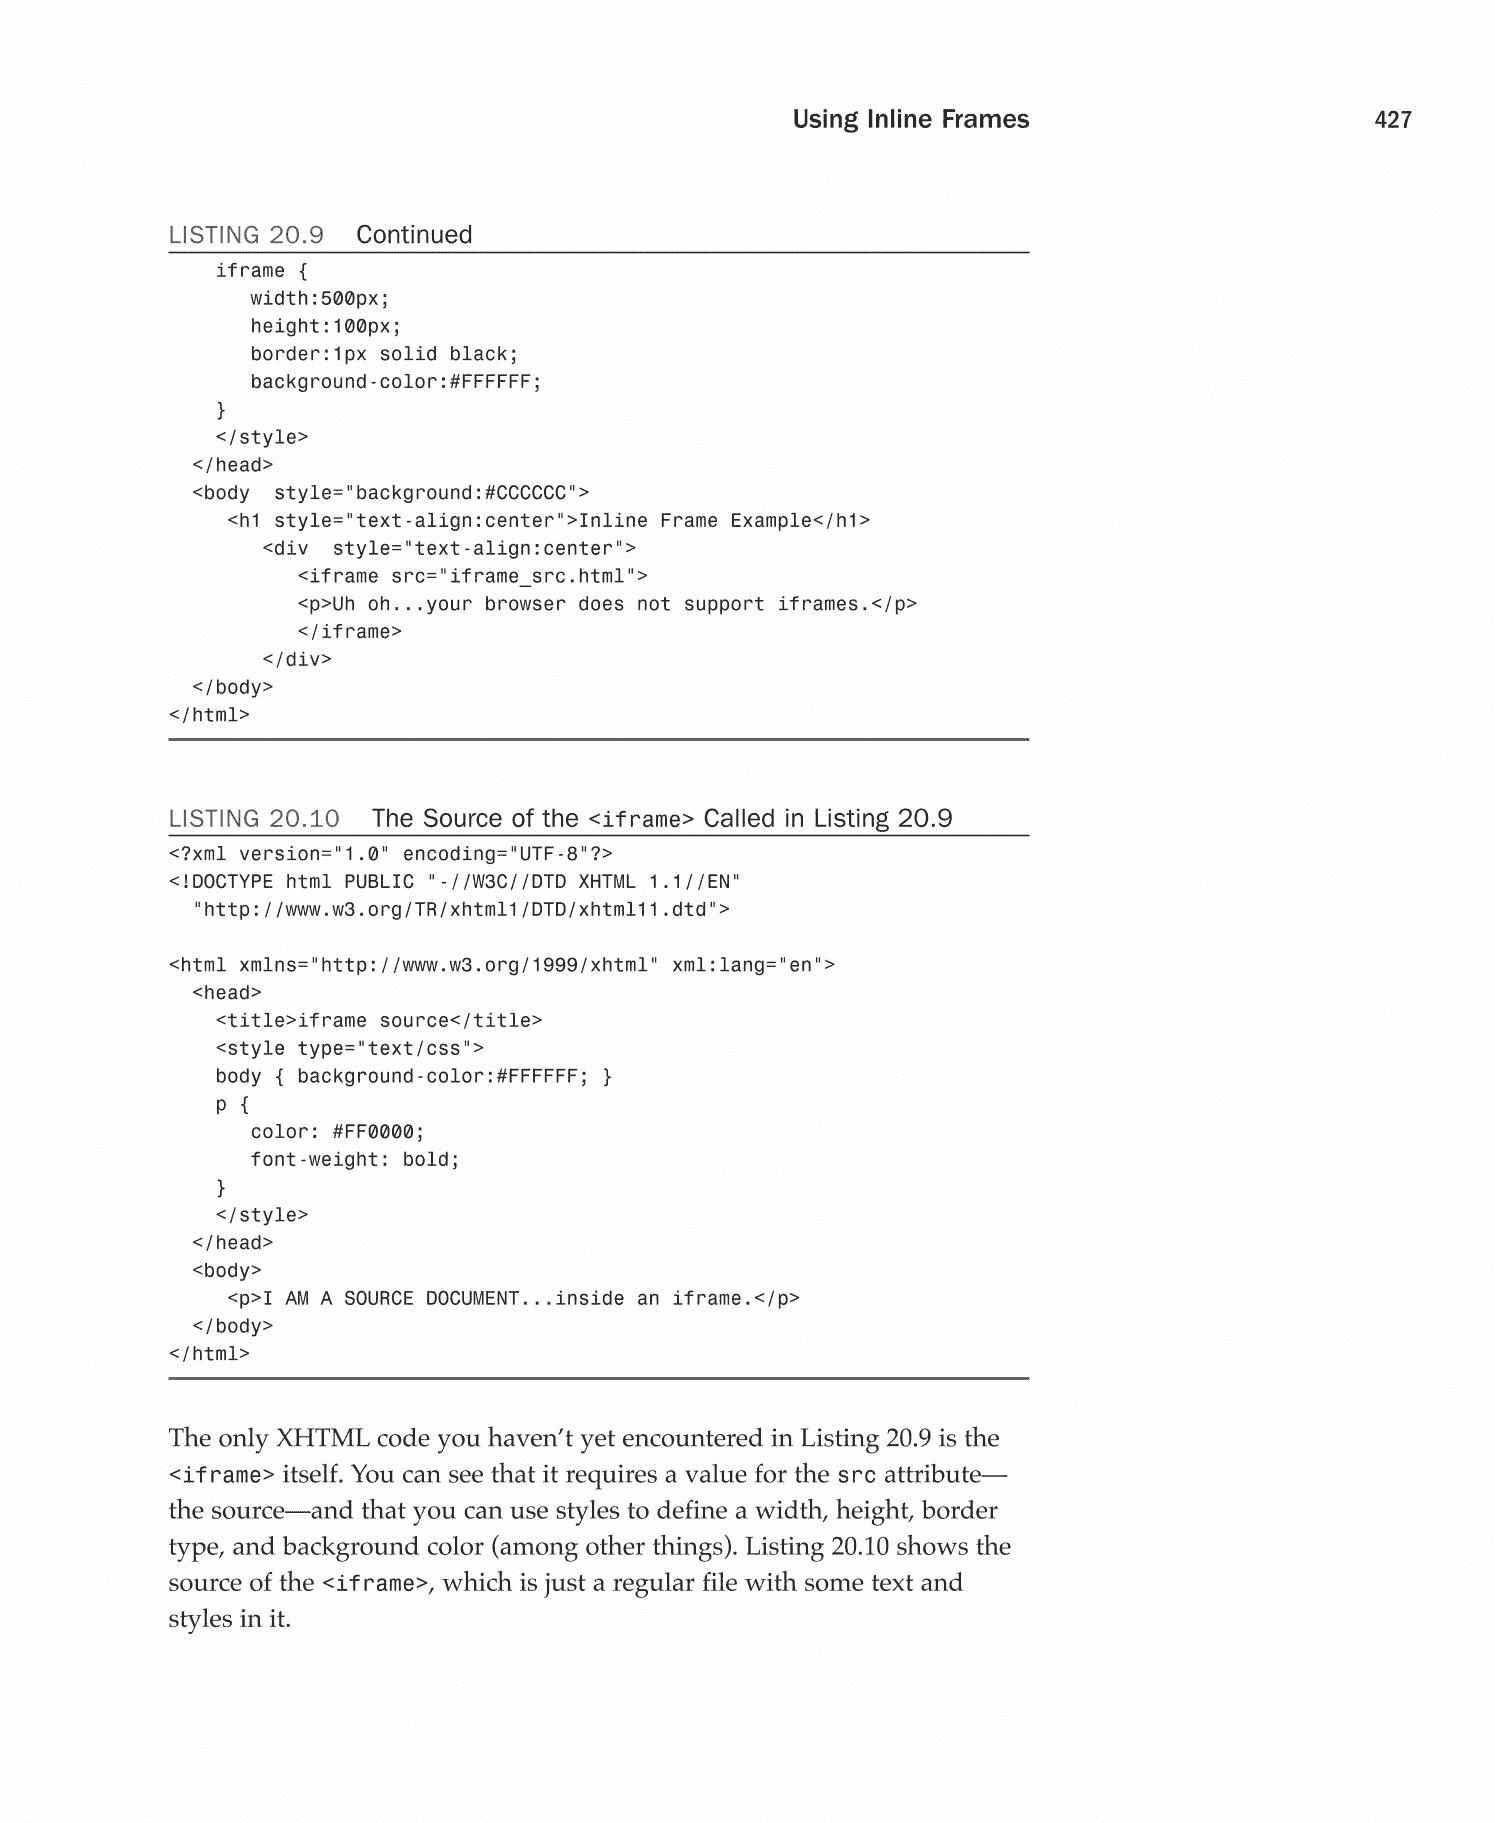 Using Inline Frames 427
LISTING 20.9 Continued
iframe {
width:500px;
height:100px;
border:1px solid black;
background-color:#FFFFFF;
}
</style>
</head>
<body  style="background:#CCCCCC">
<h1 style="text-align:center">Inline Frame Example</h1>
<div  style="text-align:center">
<iframe src="iframe_src.html">
<p>Uh oh...your browser does not support iframes.</p>
</iframe>
</div>
</body>
</html>
LISTING 20.10 The Source of the <iframe> Called in Listing 20.9
<?xml version="1.0" encoding="UTF-8"?>
<!DOCTYPE html PUBLIC "-//W3C//DTD XHTML 1.1//EN"
"http://www.w3.org/TR/xhtml1/DTD/xhtml11.dtd">
<html xmlns="http://www.w3.org/1999/xhtml" xml:lang="en">
<head>
<title>iframe source</title>
<style type="text/css">
body { background-color:#FFFFFF; }
p {
color: #FF0000;
font-weight: bold;
}
</style>
</head>
<body>
<p>I AM A SOURCE DOCUMENT...inside an iframe.</p>
</body>
</html>
The only XHTML code you haven't yet encountered in Listing 20.9 is the
<iframe> itself. You can see that it requires a value for the src attribute—
the source—and that you can use styles to define a width, height, border
type, and background color (among other things). Listing 20.10 shows the
source of the <iframe>, which is just a regular file with some text and
styles in it.